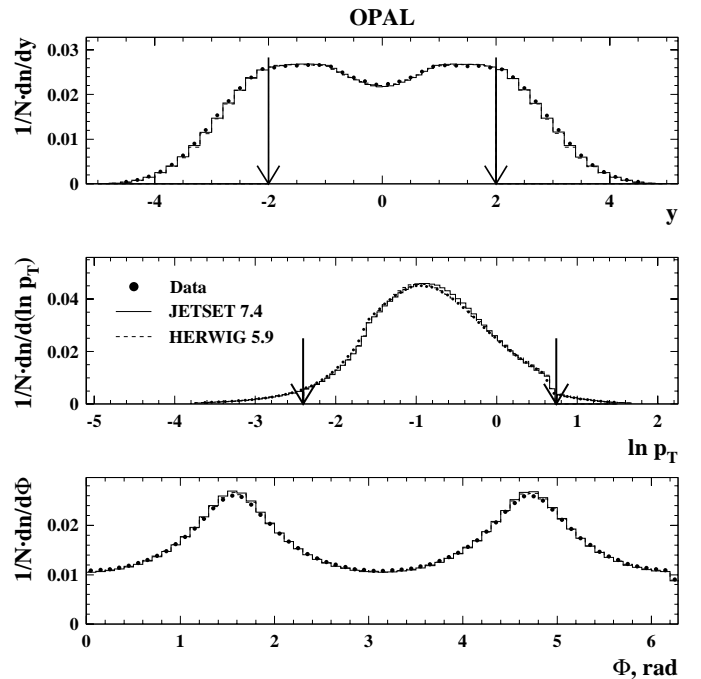 OPAL
1/N·dn/dy
0.03
0.02
0.01
0
-4 -2 0 2 4
y
1/N·dn/d(ln p_T)
0.04
0.02
0
Data
JETSET 7.4
HERWIG 5.9
-5 -4 -3 -2 -1 0 1 2
ln p_T
1/N·dn/dΦ
0.02
0.01
0
0 1 2 3 4 5 6
Φ, rad